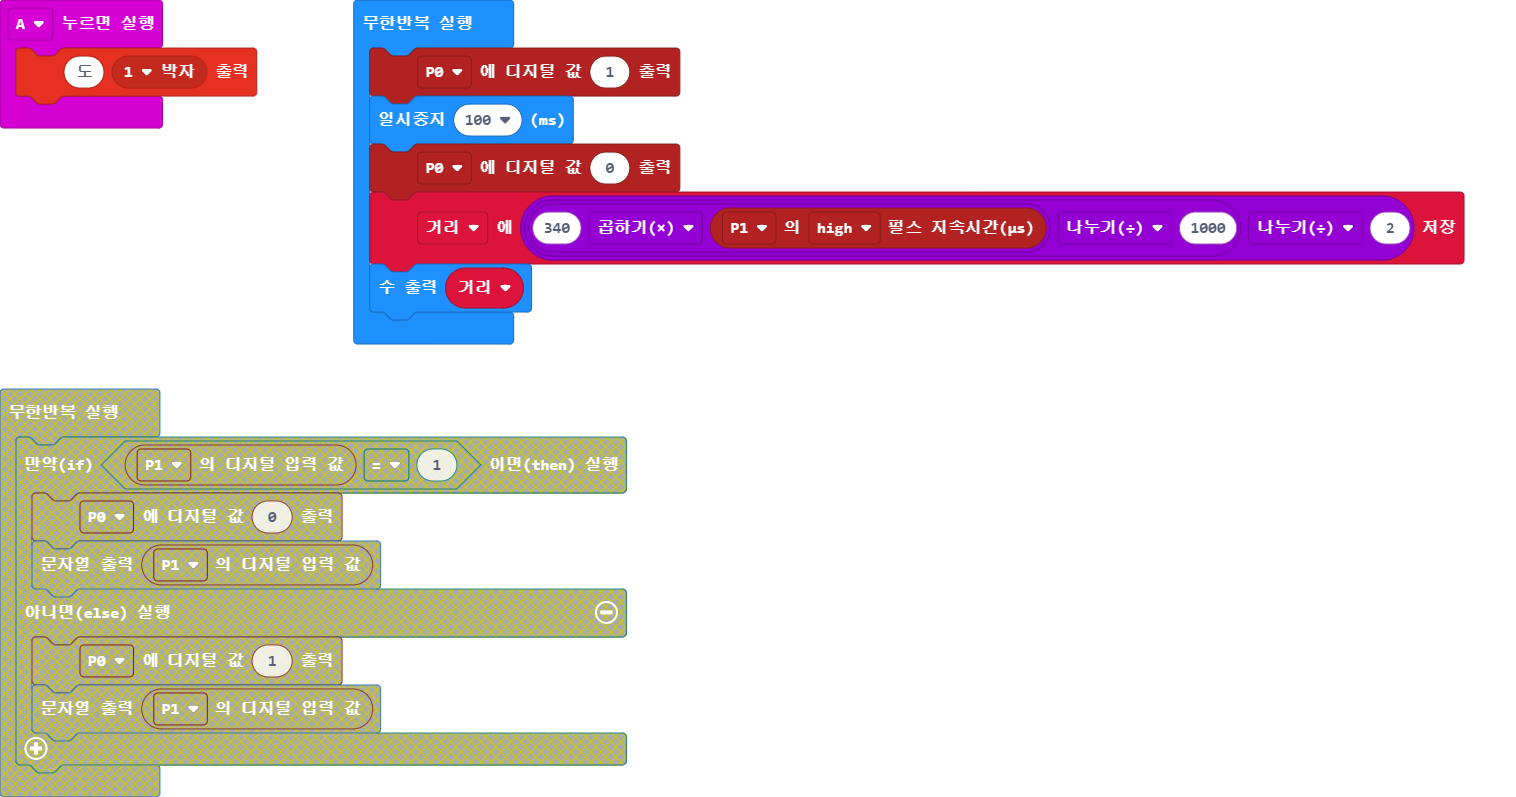 A 누르면 실행
도 1 박자 출력
무한반복 실행
P0 에 디지털 값 1 출력
일시중지 100 (ms)
P0 에 디지털 값 0 출력
거리 에 340 곱하기(×) P1 의 high 펄스 지속시간(μs) 나누기(÷) 1000 나누기(÷) 2 저장
수 출력 거리
무한반복 실행
만약(if) P1 의 디지털 입력 값 = 1 이면(then) 실행
P0 에 디지털 값 0 출력
문자열 출력 P1 의 디지털 입력 값
아니면(else) 실행
P0 에 디지털 값 1 출력
문자열 출력 P1 의 디지털 입력 값